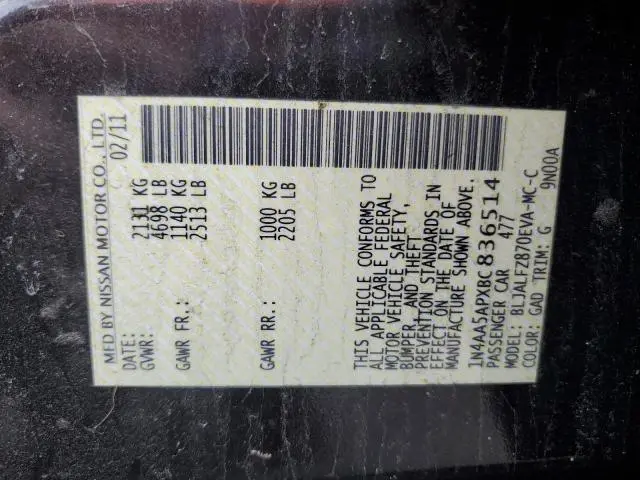 MFD BY NISSAN MOTOR CO., LTD.
DATE: 02/11
GVWR: 2131 KG
4698 LB
GAWR FR.: 1140 KG
2513 LB
GAWR RR.: 1000 KG
2205 LB
THIS VEHICLE CONFORMS TO
ALL APPLICABLE FEDERAL
MOTOR VEHICLE SAFETY,
BUMPER, AND THEFT
PREVENTION STANDARDS IN
EFFECT ON THE DATE OF
MANUFACTURE SHOWN ABOVE.
1N4AA5APXBC836514
PASSENGER CAR 477
MODEL: BLJALFZ870EVA-MC-C
COLOR: GAD TRIM: G 9N00A